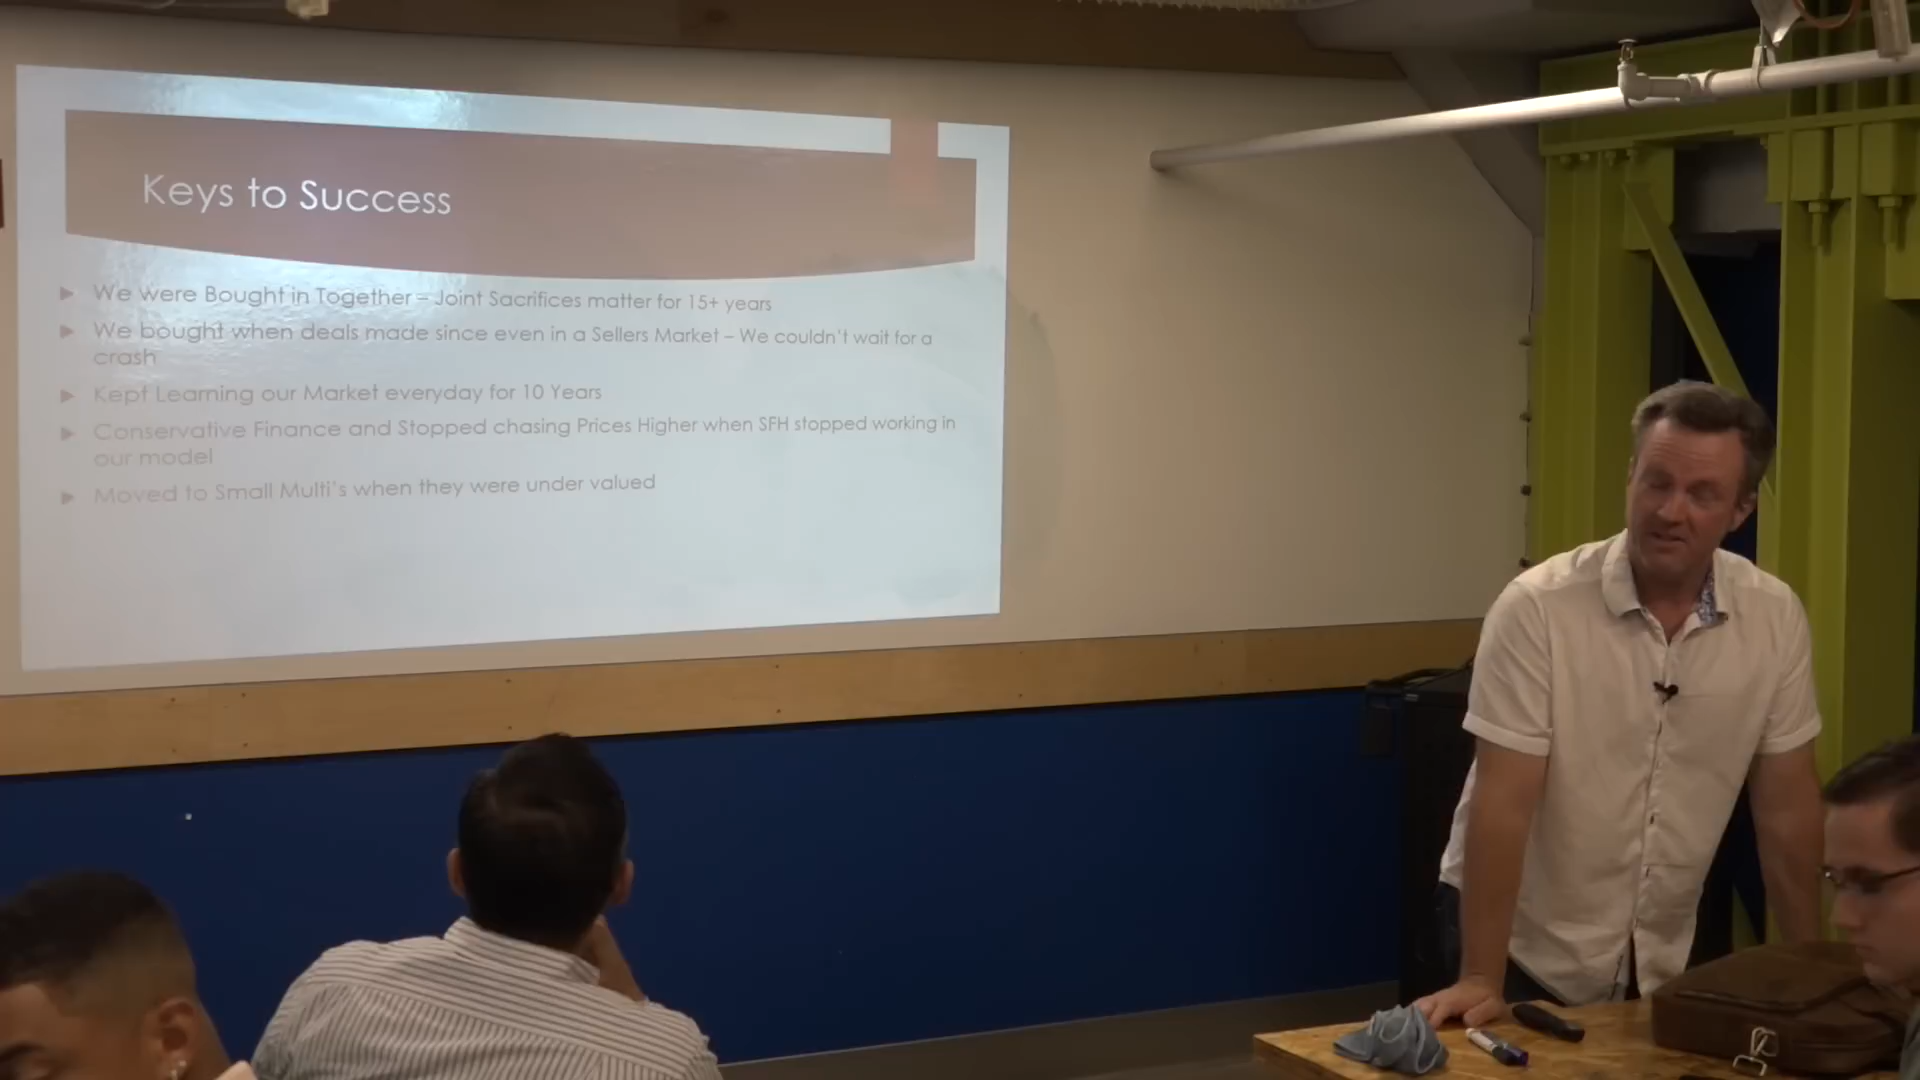 Keys to Success
We were Bought in Together – Joint Sacrifices matter for 15+ years
We bought when deals made since even in a Sellers Market – We couldn't wait for a
crash
Kept Learning our Market everyday for 10 Years
Conservative Finance and Stopped chasing Prices Higher when SFH stopped working in
our model
Moved to Small Multi's when they were under valued